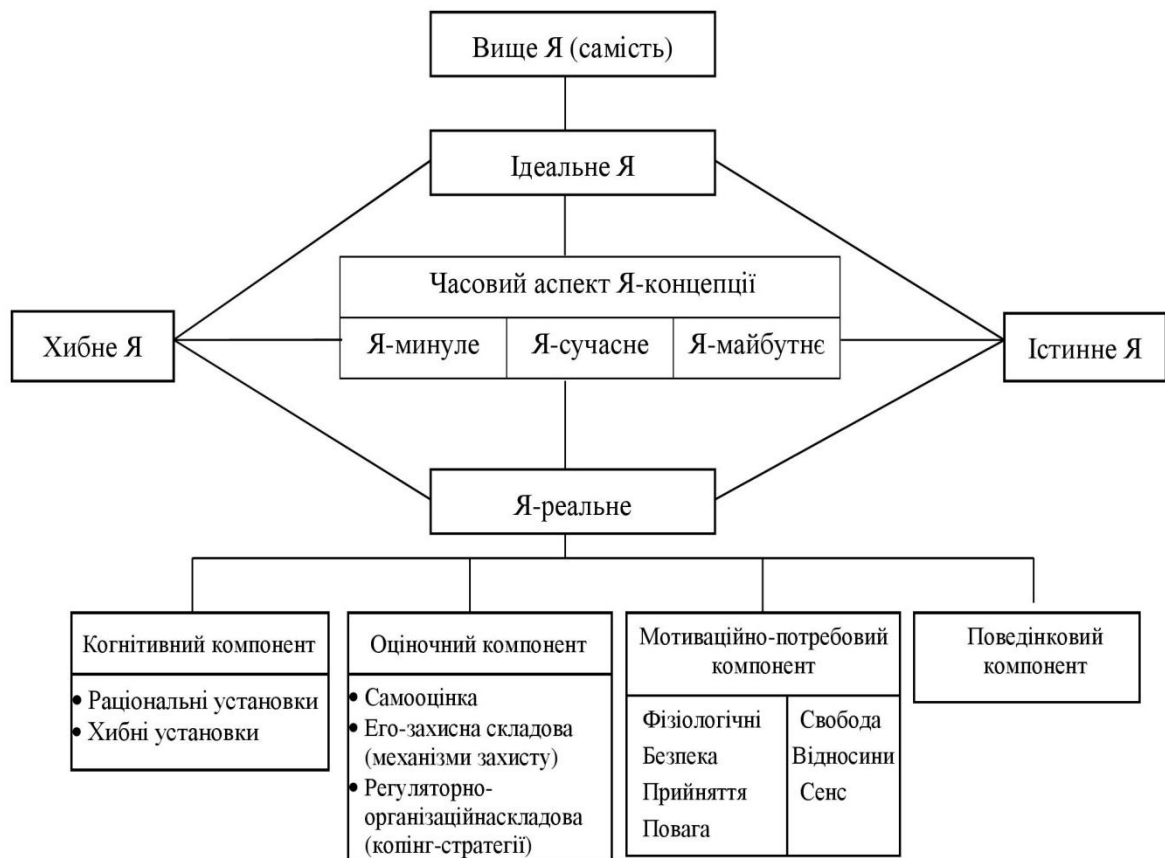 Вище Я (самість)
Ідеальне Я
Часовий аспект Я-концепції
Хибне Я
Я-минуле
Я-сучасне
Я-майбутнє
Істинне Я
Я-реальне
Когнітивний компонент
• Раціональні установки
• Хибні установки
Оціночний компонент
• Самооцінка
• Его-захисна складова
(механізми захисту)
• Регуляторно-
організаційнаскладова
(копінг-стратегії)
Мотиваційно-потребовий
компонент
Фізіологічні
Безпека
Прийняття
Повага
Свобода
Відносини
Сенс
Поведінковий
компонент